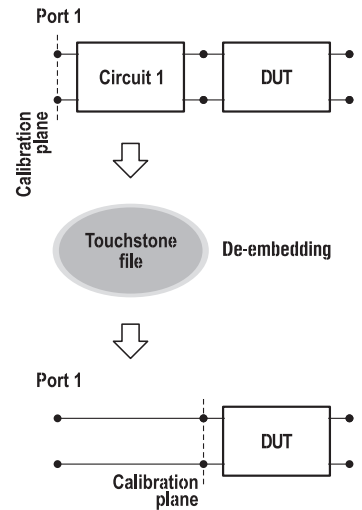 Port 1
Circuit 1
DUT
Calibration
plane
Touchstone
file
De-embedding
Port 1
DUT
Calibration
plane